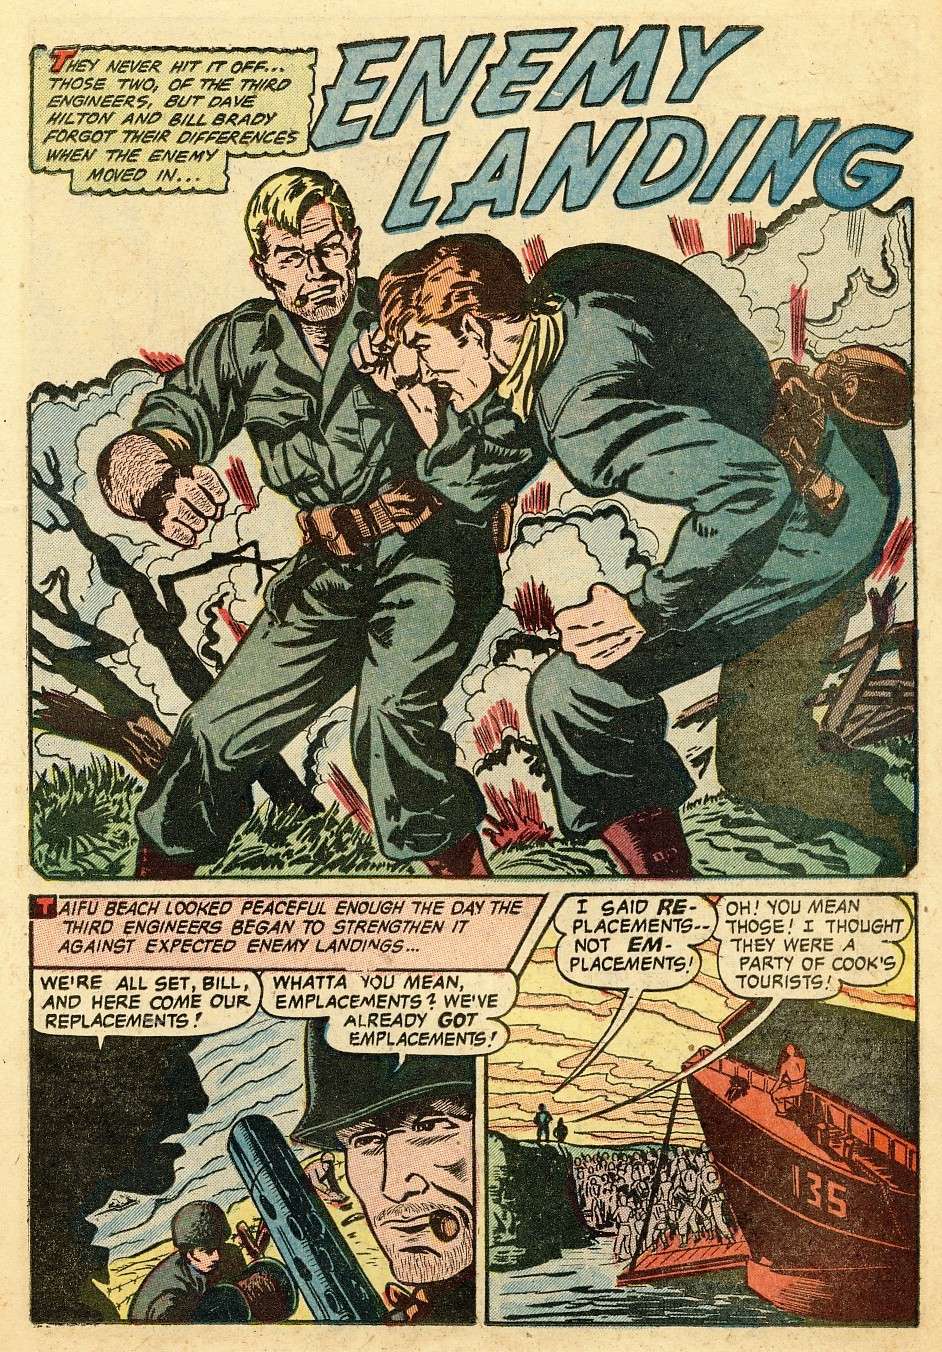 THEY NEVER HIT IT OFF...
THOSE TWO, OF THE THIRD
ENGINEERS, BUT DAVE
HILTON AND BILL BRADY
FORGOT THEIR DIFFERENCES
WHEN THE ENEMY
MOVED IN...
ENEMY
LANDING
TAIFU BEACH LOOKED PEACEFUL ENOUGH THE DAY THE
THIRD ENGINEERS BEGAN TO STRENGTHEN IT
AGAINST EXPECTED ENEMY LANDINGS...
WE'RE ALL SET, BILL,
AND HERE COME OUR
REPLACEMENTS!
WHATTA YOU MEAN,
EMPLACEMENTS? WE'VE
ALREADY GOT
EMPLACEMENTS!
I SAID RE-
PLACEMENTS--
NOT EM-
PLACEMENTS!
OH! YOU MEAN
THOSE! I THOUGHT
THEY WERE A
PARTY OF COOK'S
TOURISTS!
135